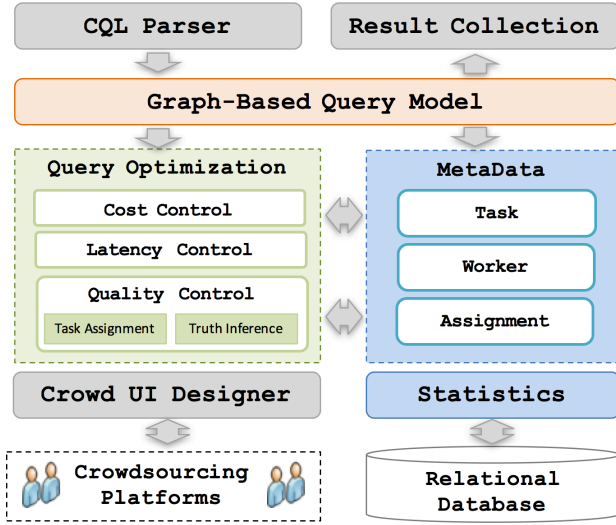 CQL Parser
Result Collection
Graph-Based Query Model
Query Optimization
Cost Control
Latency Control
Quality Control
Task Assignment
Truth Inference
MetaData
Task
Worker
Assignment
Crowd UI Designer
Statistics
Crowdsourcing
Platforms
Relational
Database